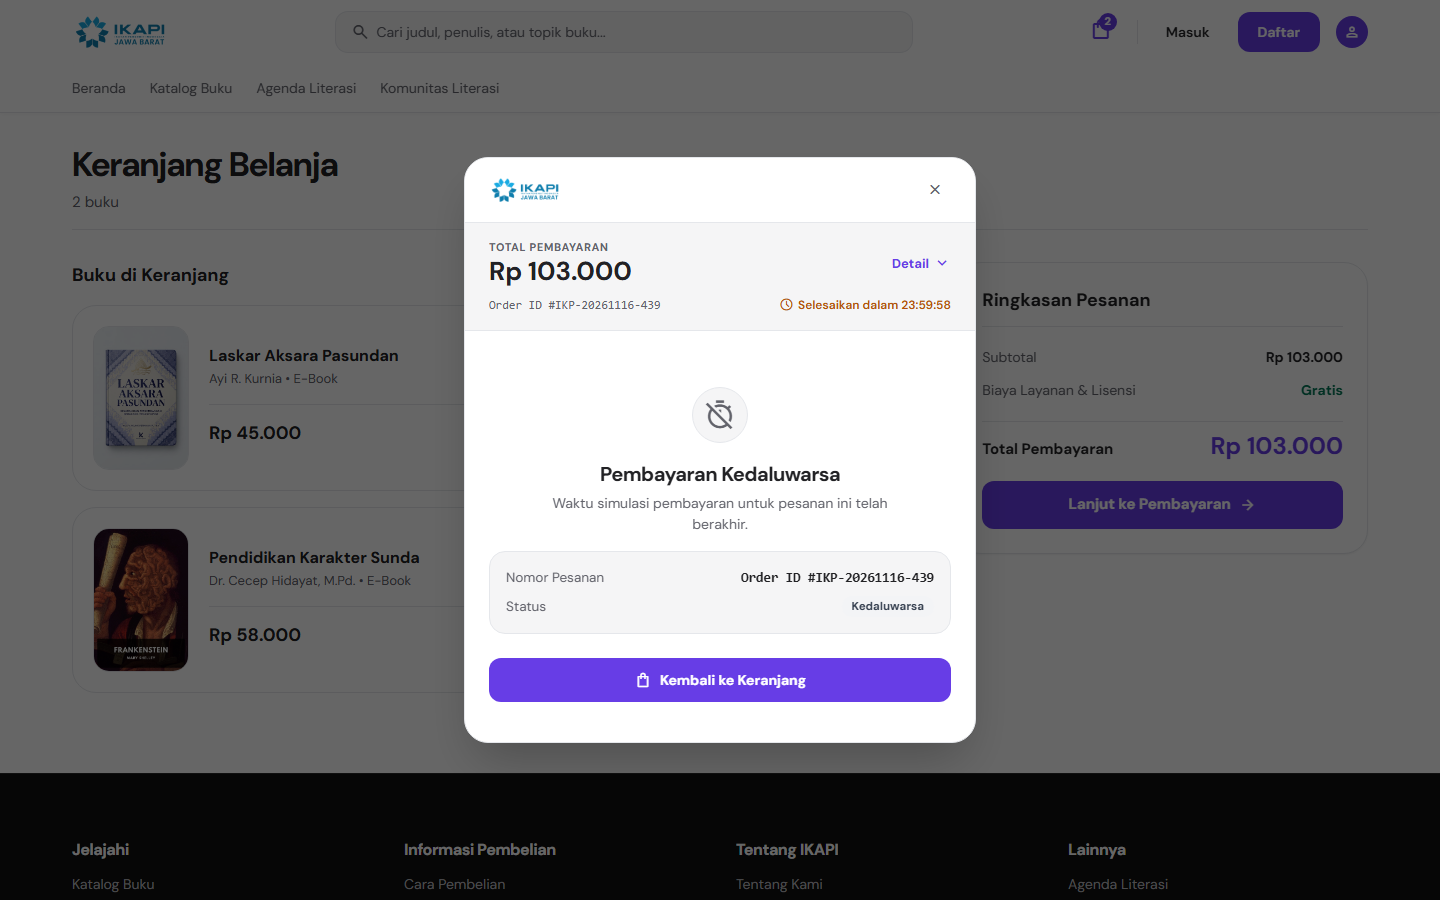 IKAPI
JAWA BARAT
Cari judul, penulis, atau topik buku...
2
Masuk
Daftar
Beranda
Katalog Buku
Agenda Literasi
Komunitas Literasi
Keranjang Belanja
2 buku
Buku di Keranjang
LASKAR
AKSARA
PASUNDAN
Laskar Aksara Pasundan
Ayi R. Kurnia • E-Book
Rp 45.000
FRANKENSTEIN
MARY SHELLEY
Pendidikan Karakter Sunda
Dr. Cecep Hidayat, M.Pd. • E-Book
Rp 58.000
IKAPI
JAWA BARAT
TOTAL PEMBAYARAN
Rp 103.000
Detail
Order ID #IKP-20261116-439
Selesaikan dalam 23:59:58
Pembayaran Kedaluwarsa
Waktu simulasi pembayaran untuk pesanan ini telah
berakhir.
Nomor Pesanan
Order ID #IKP-20261116-439
Status
Kedaluwarsa
Kembali ke Keranjang
Ringkasan Pesanan
Subtotal
Rp 103.000
Biaya Layanan & Lisensi
Gratis
Total Pembayaran
Rp 103.000
Lanjut ke Pembayaran
Jelajahi
Katalog Buku
Informasi Pembelian
Cara Pembelian
Tentang IKAPI
Tentang Kami
Lainnya
Agenda Literasi